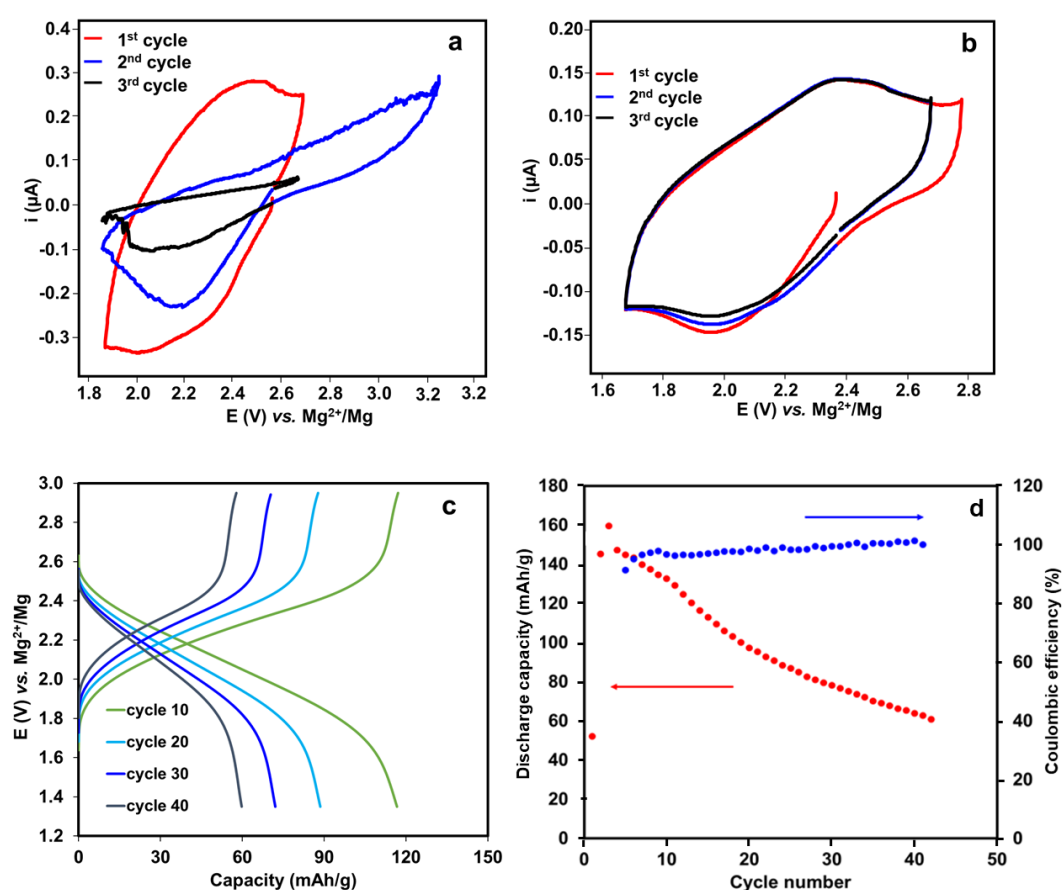 a
1st cycle
2nd cycle
3rd cycle
0.4
0.3
0.2
0.1
0.0
-0.1
-0.2
-0.3
i (µA)
1.8 2.0 2.2 2.4 2.6 2.8 3.0 3.2
E (V) vs. Mg2+/Mg
b
1st cycle
2nd cycle
3rd cycle
0.20
0.15
0.10
0.05
0.00
-0.05
-0.10
-0.15
i (µA)
1.6 1.8 2.0 2.2 2.4 2.6 2.8
E (V) vs. Mg2+/Mg
c
3.0
2.8
2.6
2.4
2.2
2.0
1.8
1.6
1.4
1.2
E (V) vs. Mg2+/Mg
cycle 10
cycle 20
cycle 30
cycle 40
0 30 60 90 120 150
Capacity (mAh/g)
d
180
160
140
120
100
80
60
40
20
0
Discharge capacity (mAh/g)
120
100
80
60
40
20
0
Coulombic efficiency (%)
0 10 20 30 40 50
Cycle number